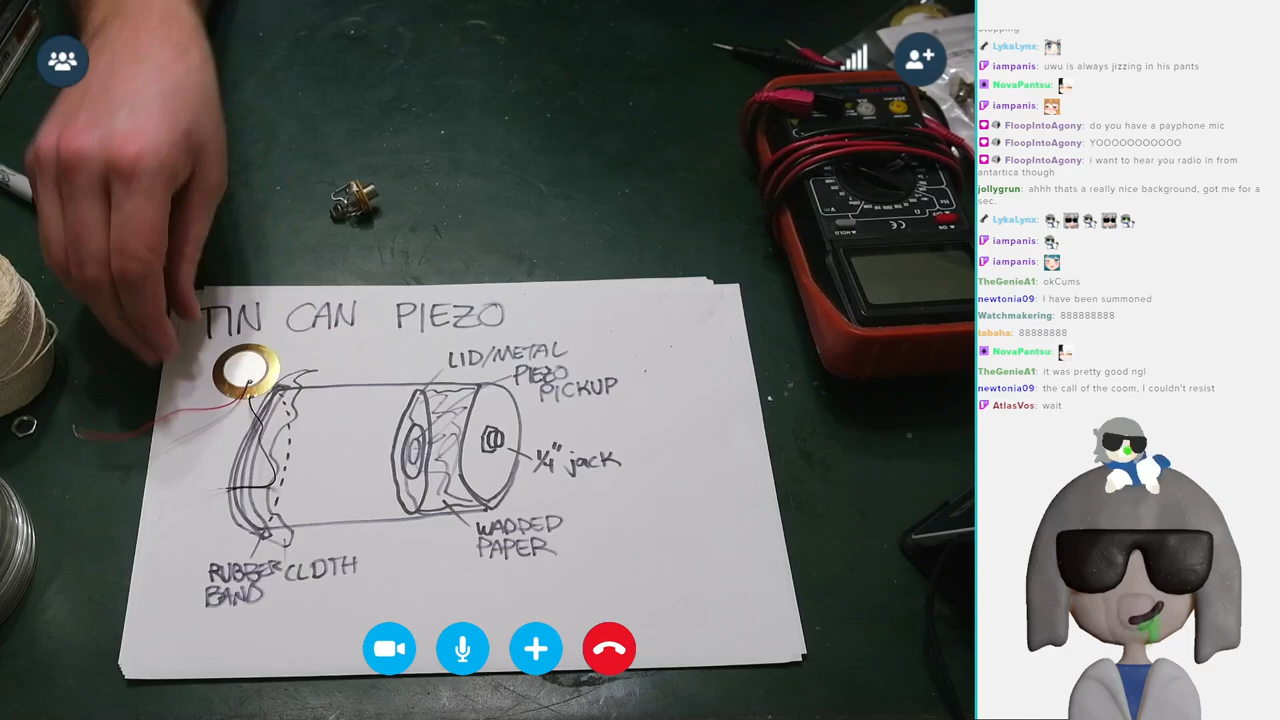 TIN CAN PIEZO
LID/METAL
PIEZO
PICKUP
1/4" jack
WADDED
PAPER
RUBBER
BAND
CLOTH
HOLD
CE
LykaLynx:
iampanis: uwu is always jizzing in his pants
NovaPantsu:
iampanis:
FloopIntoAgony: do you have a payphone mic
FloopIntoAgony: YOOOOOOOOOO
FloopIntoAgony: i want to hear you radio in from
antartica though
jollygrun: ahhh thats a really nice background, got me for a
sec.
LykaLynx:
iampanis:
iampanis:
TheGenieA1: okCums
newtonia09: I have been summoned
Watchmakering: 888888888
tabaha: 88888888
NovaPantsu:
TheGenieA1: it was pretty good ngl
newtonia09: the call of the coom, I couldn't resist
AtlasVos: wait